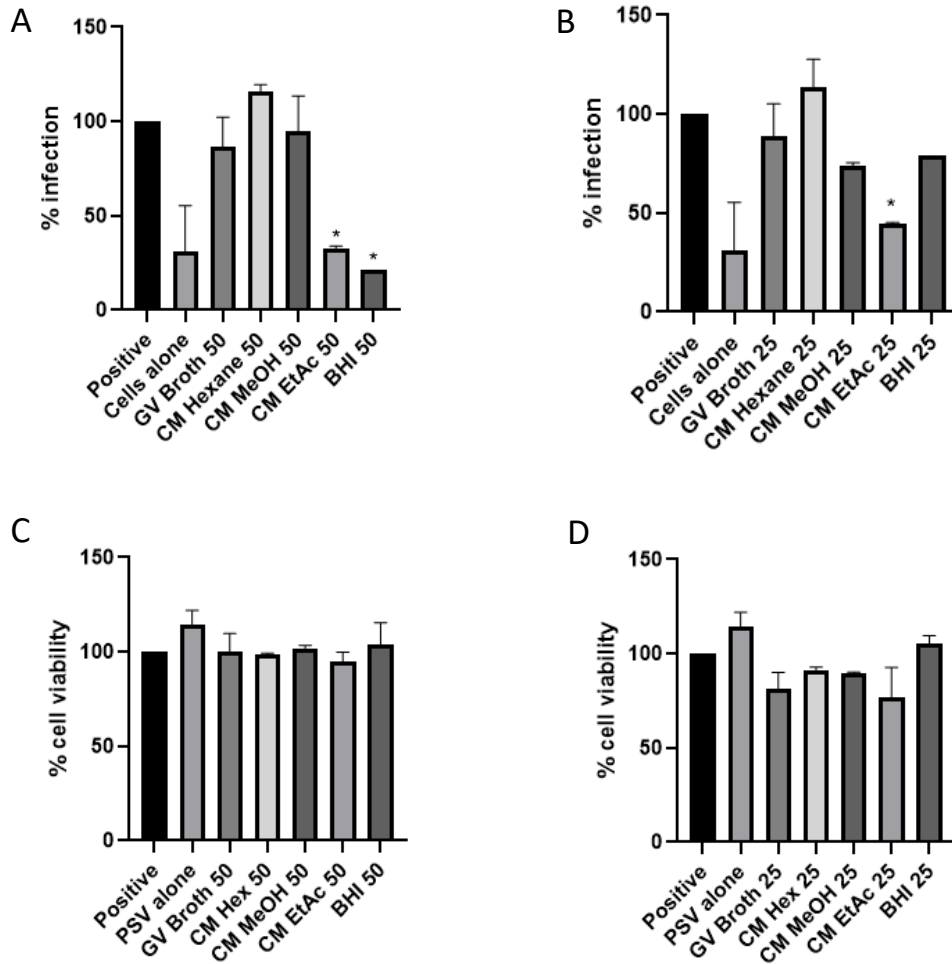 A
% infection
150
100
50
0
Positive
Cells alone
GV Broth 50
CM Hexane 50
CM MeOH 50
CM EtAc 50
BHI 50
*
*
B
% infection
150
100
50
0
Positive
Cells alone
GV Broth 25
CM Hexane 25
CM MeOH 25
CM EtAc 25
BHI 25
*
C
% cell viability
150
100
50
0
Positive
PSV alone
GV Broth 50
CM Hex 50
CM MeOH 50
CM EtAc 50
BHI 50
D
% cell viability
150
100
50
0
Positive
PSV alone
GV Broth 25
CM Hex 25
CM MeOH 25
CM EtAc 25
BHI 25